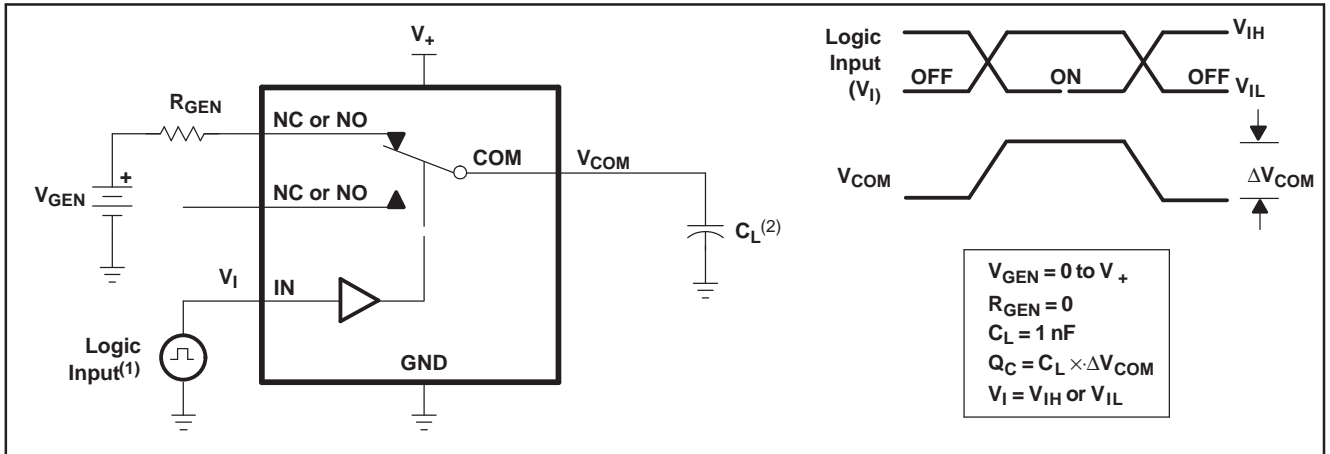 V+
RGEN
NC or NO
COM
VCOM
VGEN
+
NC or NO
CL(2)
VI
IN
Logic
Input(1)
GND
Logic
Input
(VI)
OFF
ON
OFF
VIH
VIL
VCOM
ΔVCOM
VGEN = 0 to V+
RGEN = 0
CL = 1 nF
QC = CL × ΔVCOM
VI = VIH or VIL